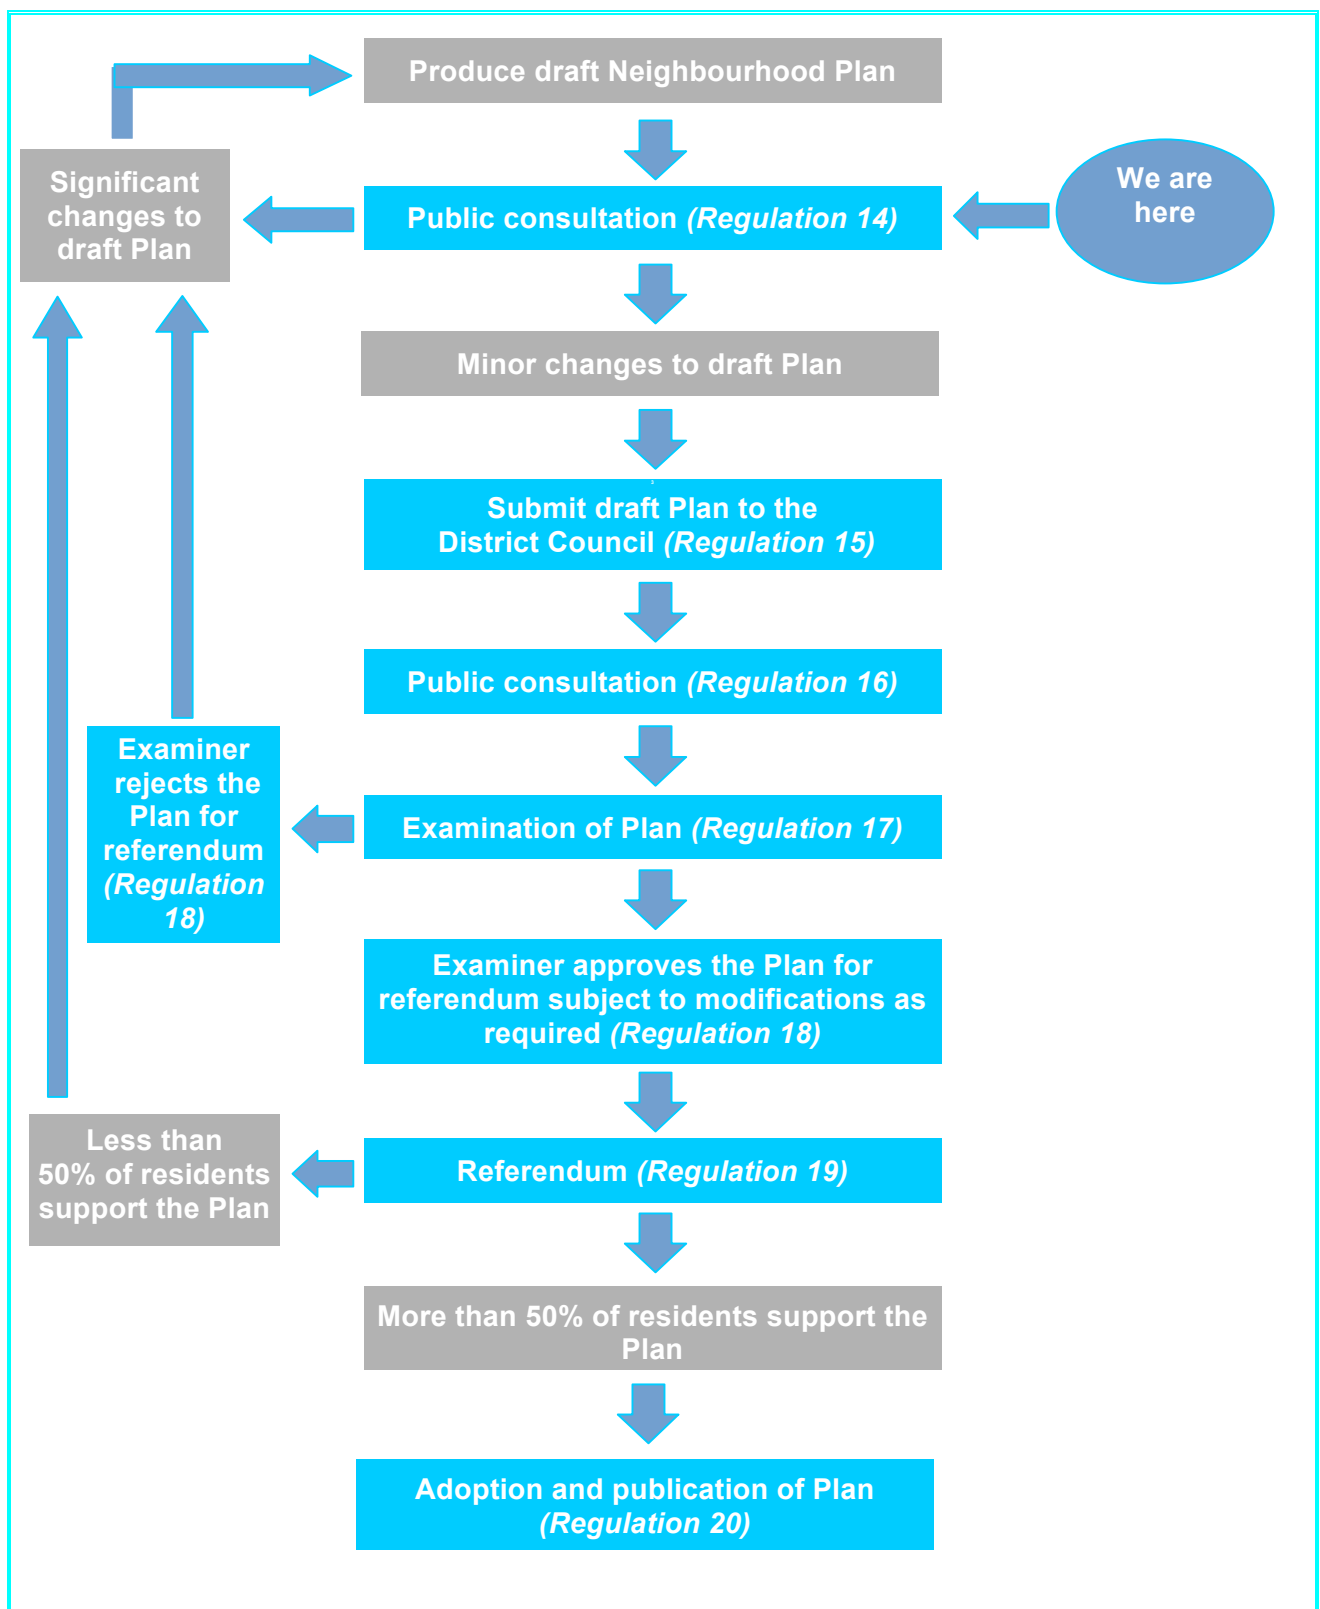 Produce draft Neighbourhood Plan
Significant
changes to
draft Plan
Public consultation (Regulation 14)
We are
here
Minor changes to draft Plan
Submit draft Plan to the
District Council (Regulation 15)
Public consultation (Regulation 16)
Examiner
rejects the
Plan for
referendum
(Regulation
18)
Examination of Plan (Regulation 17)
Examiner approves the Plan for
referendum subject to modifications as
required (Regulation 18)
Less than
50% of residents
support the Plan
Referendum (Regulation 19)
More than 50% of residents support the
Plan
Adoption and publication of Plan
(Regulation 20)